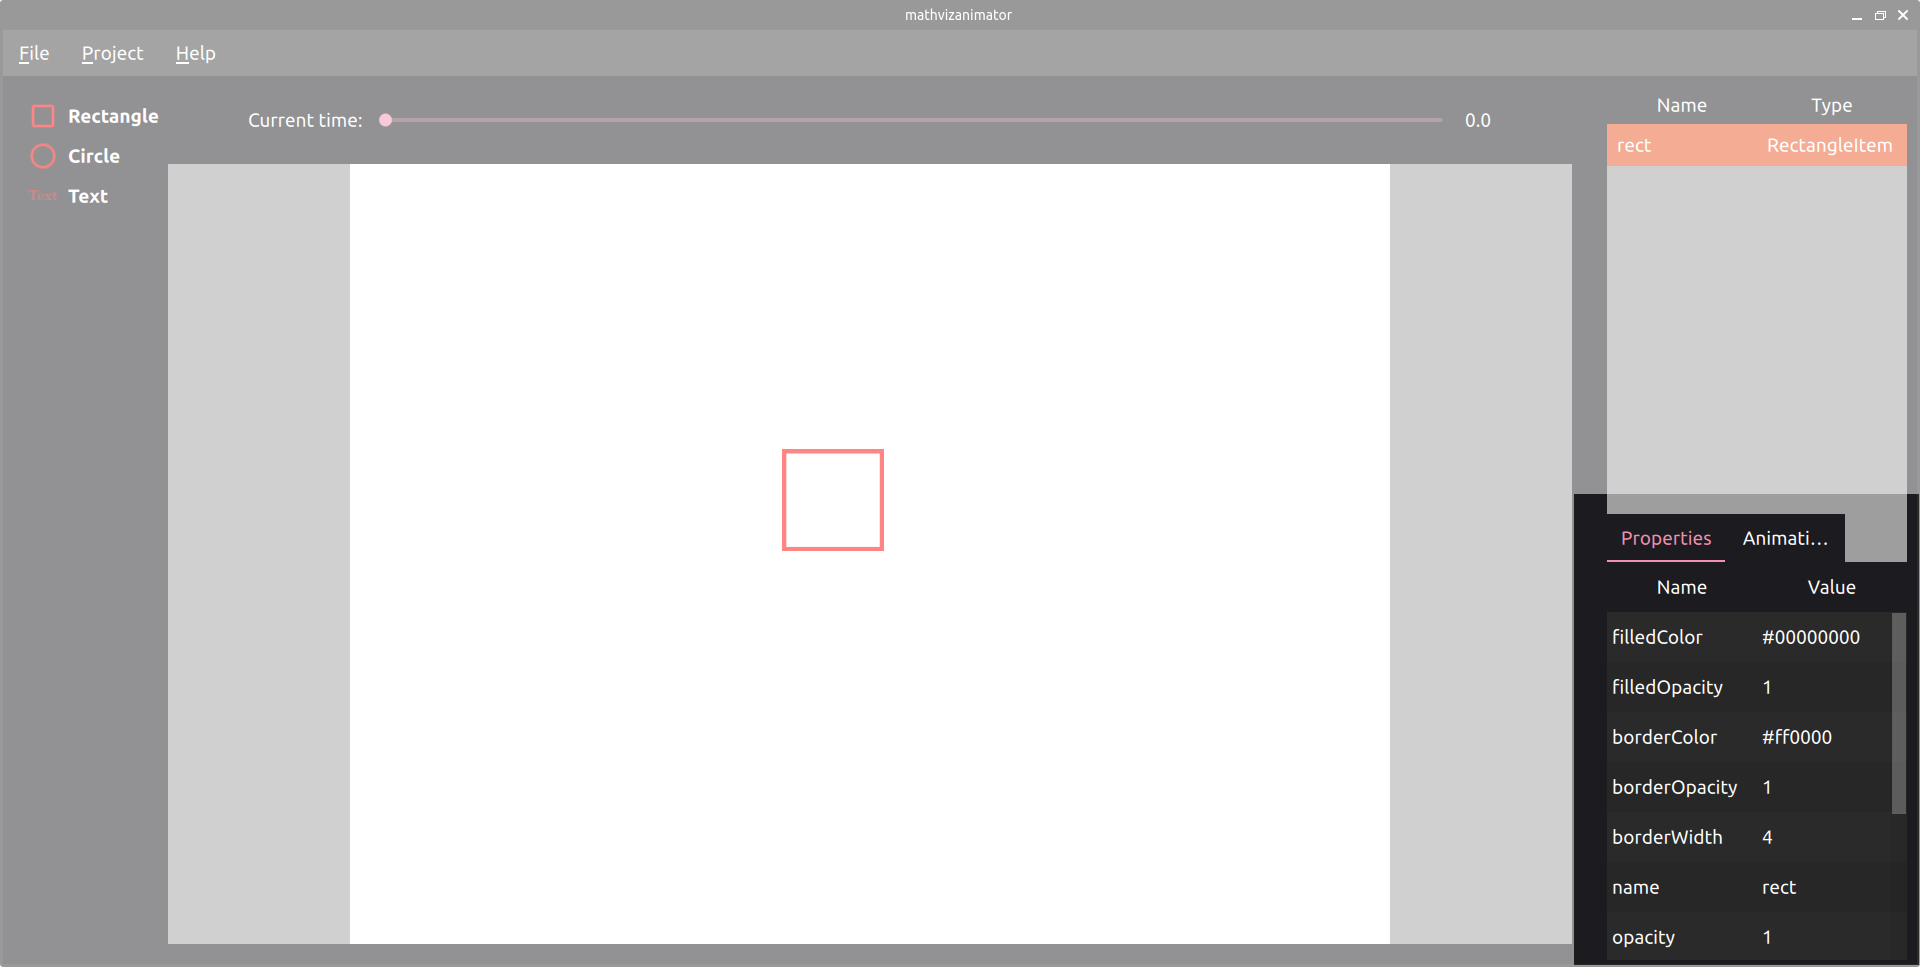 mathvizanimator
File Project Help
Rectangle
Circle
Text Text
Current time: 0.0
Name Type
rect RectangleItem
Properties Animati...
Name Value
filledColor #00000000
filledOpacity 1
borderColor #ff0000
borderOpacity 1
borderWidth 4
name rect
opacity 1